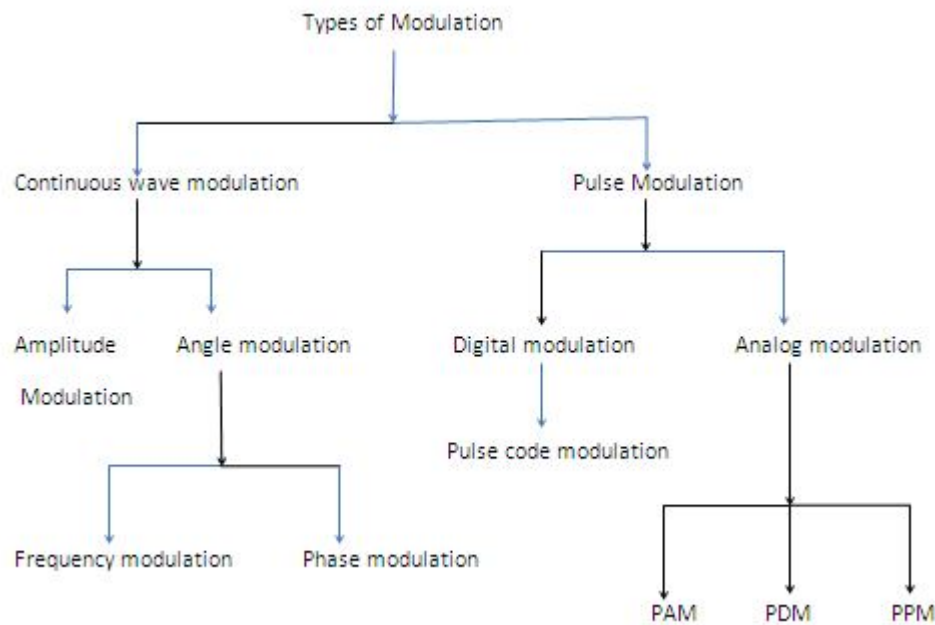 Types of Modulation
Continuous wave modulation
Pulse Modulation
Amplitude
Modulation
Angle modulation
Digital modulation
Analog modulation
Pulse code modulation
Frequency modulation
Phase modulation
PAM
PDM
PPM